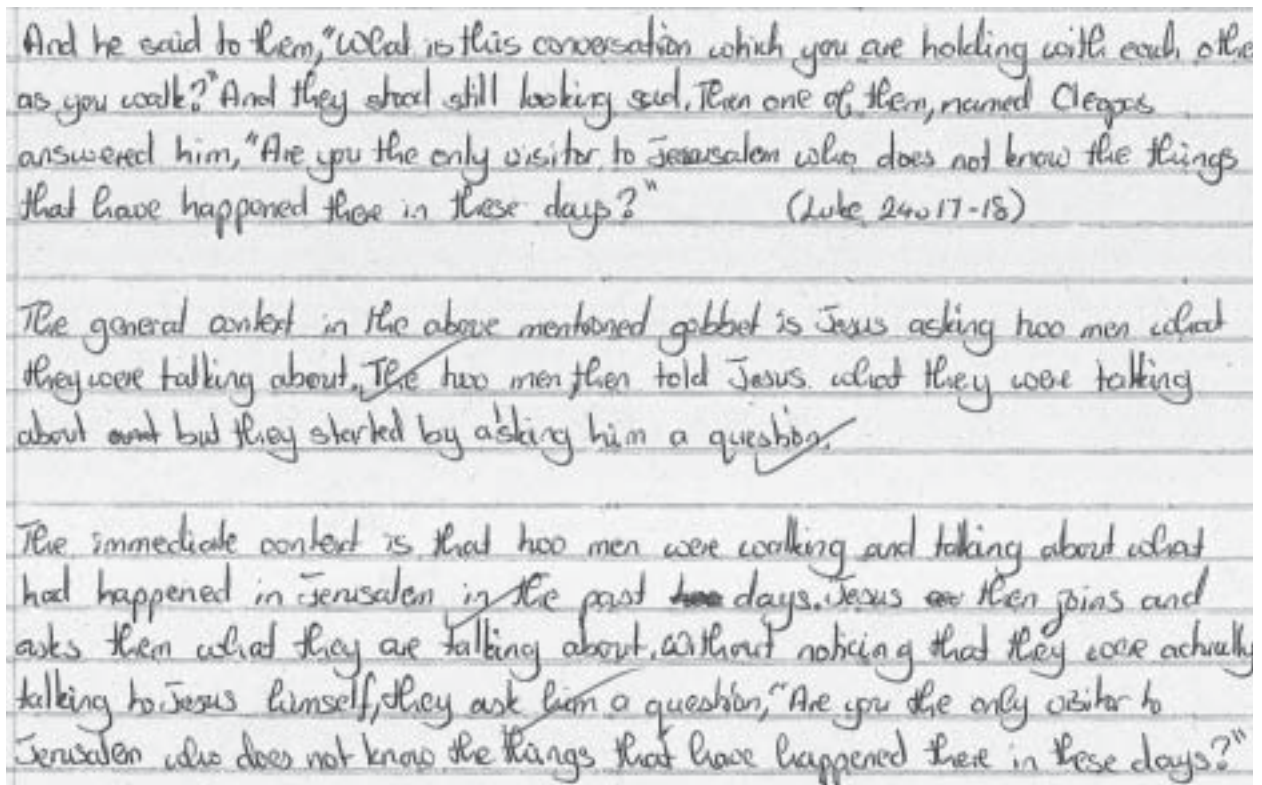 And he said to them, "What is this conversation which you are holding with each othe
as you walk?" And they stood still looking sad. Then one of them, named Cleopas
answered him, "Are you the only visitor to Jerusalem who does not know the things
that have happened there in these days?" (Luke 24v17-18)
The general context in the above mentioned gobbet is Jesus asking two men what
they were talking about. The two men then told Jesus what they were talking
about but they started by asking him a question.
The immediate context is that two men were walking and talking about what
had happened in Jerusalem in the past days. Jesus then joins and
asks them what they are talking about. Without noticing that they were actually
talking to Jesus himself, they ask him a question, "Are you the only visitor to
Jerusalem who does not know the things that have happened there in these days?"